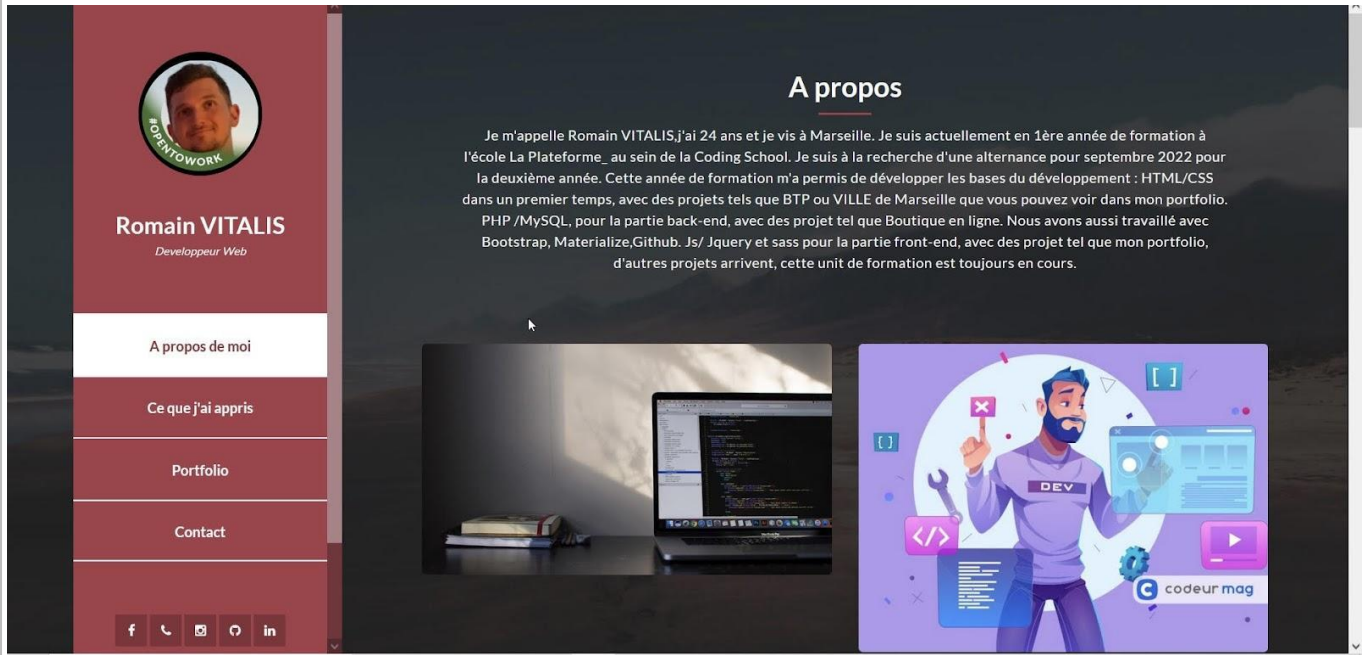 #OPENTOWORK
Romain VITALIS
Developpeur Web
A propos de moi
Ce que j'ai appris
Portfolio
Contact
A propos
Je m'appelle Romain VITALIS,j'ai 24 ans et je vis à Marseille. Je suis actuellement en 1ère année de formation à
l'école La Plateforme_ au sein de la Coding School. Je suis à la recherche d'une alternance pour septembre 2022 pour
la deuxième année. Cette année de formation m'a permis de développer les bases du développement : HTML/CSS
dans un premier temps, avec des projets tels que BTP ou VILLE de Marseille que vous pouvez voir dans mon portfolio.
PHP /MySQL, pour la partie back-end, avec des projet tel que Boutique en ligne. Nous avons aussi travaillé avec
Bootstrap, Materialize,Github. Js/ Jquery et sass pour la partie front-end, avec des projet tel que mon portfolio,
d'autres projets arrivent, cette unit de formation est toujours en cours.
[ ]
[ ]
DEV
</>
codeur mag